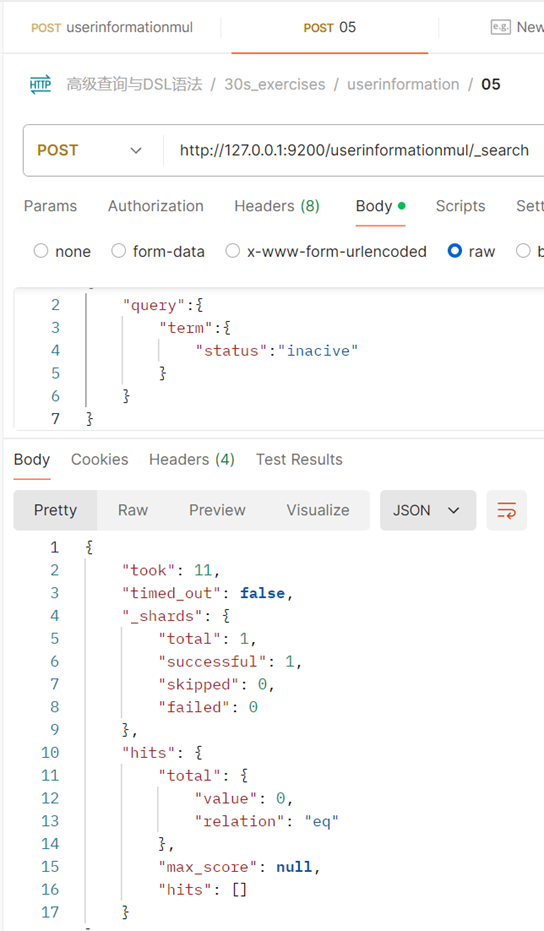 POST userinformationmul POST 05 e.g. New
HTTP 高级查询与DSL语法 / 30s_exercises / userinformation / 05
POST http://127.0.0.1:9200/userinformationmul/_search
Params Authorization Headers (8) Body Scripts Sett
none form-data x-www-form-urlencoded raw b
2 "query":{
3 "term":{
4 "status":"inacive"
5 }
6 }
7 }
Body Cookies Headers (4) Test Results
Pretty Raw Preview Visualize JSON
1 {
2 "took": 11,
3 "timed_out": false,
4 "_shards": {
5 "total": 1,
6 "successful": 1,
7 "skipped": 0,
8 "failed": 0
9 },
10 "hits": {
11 "total": {
12 "value": 0,
13 "relation": "eq"
14 },
15 "max_score": null,
16 "hits": []
17 }